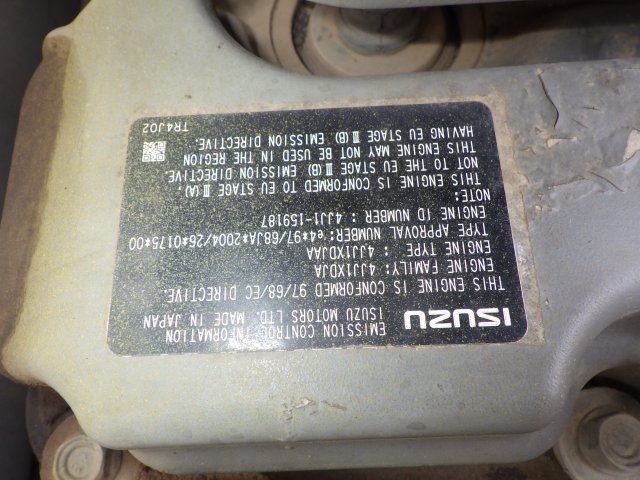 ISUZU
EMISSION CONTROL INFORMATION
ISUZU MOTORS LTD. MADE IN JAPAN
THIS ENGINE IS CONFORMED 97/68/EC DIRECTIVE.
ENGINE FAMILY: 4JJ1XDJA
ENGINE TYPE : 4JJ1XDJAA
TYPE APPROVAL NUMBER: e4*97/68JA*2004/26*0175*00
ENGINE ID NUMBER : 4JJ1-159187
NOTE:
THIS ENGINE IS CONFORMED TO EU STAGE Ⅲ(A),
NOT TO THE EU STAGE Ⅲ(B) EMISSION DIRECTIVE.
THIS ENGINE MAY NOT BE USED IN THE REGION
HAVING EU STAGE Ⅲ(B) EMISSION DIRECTIVE.
TR4J02